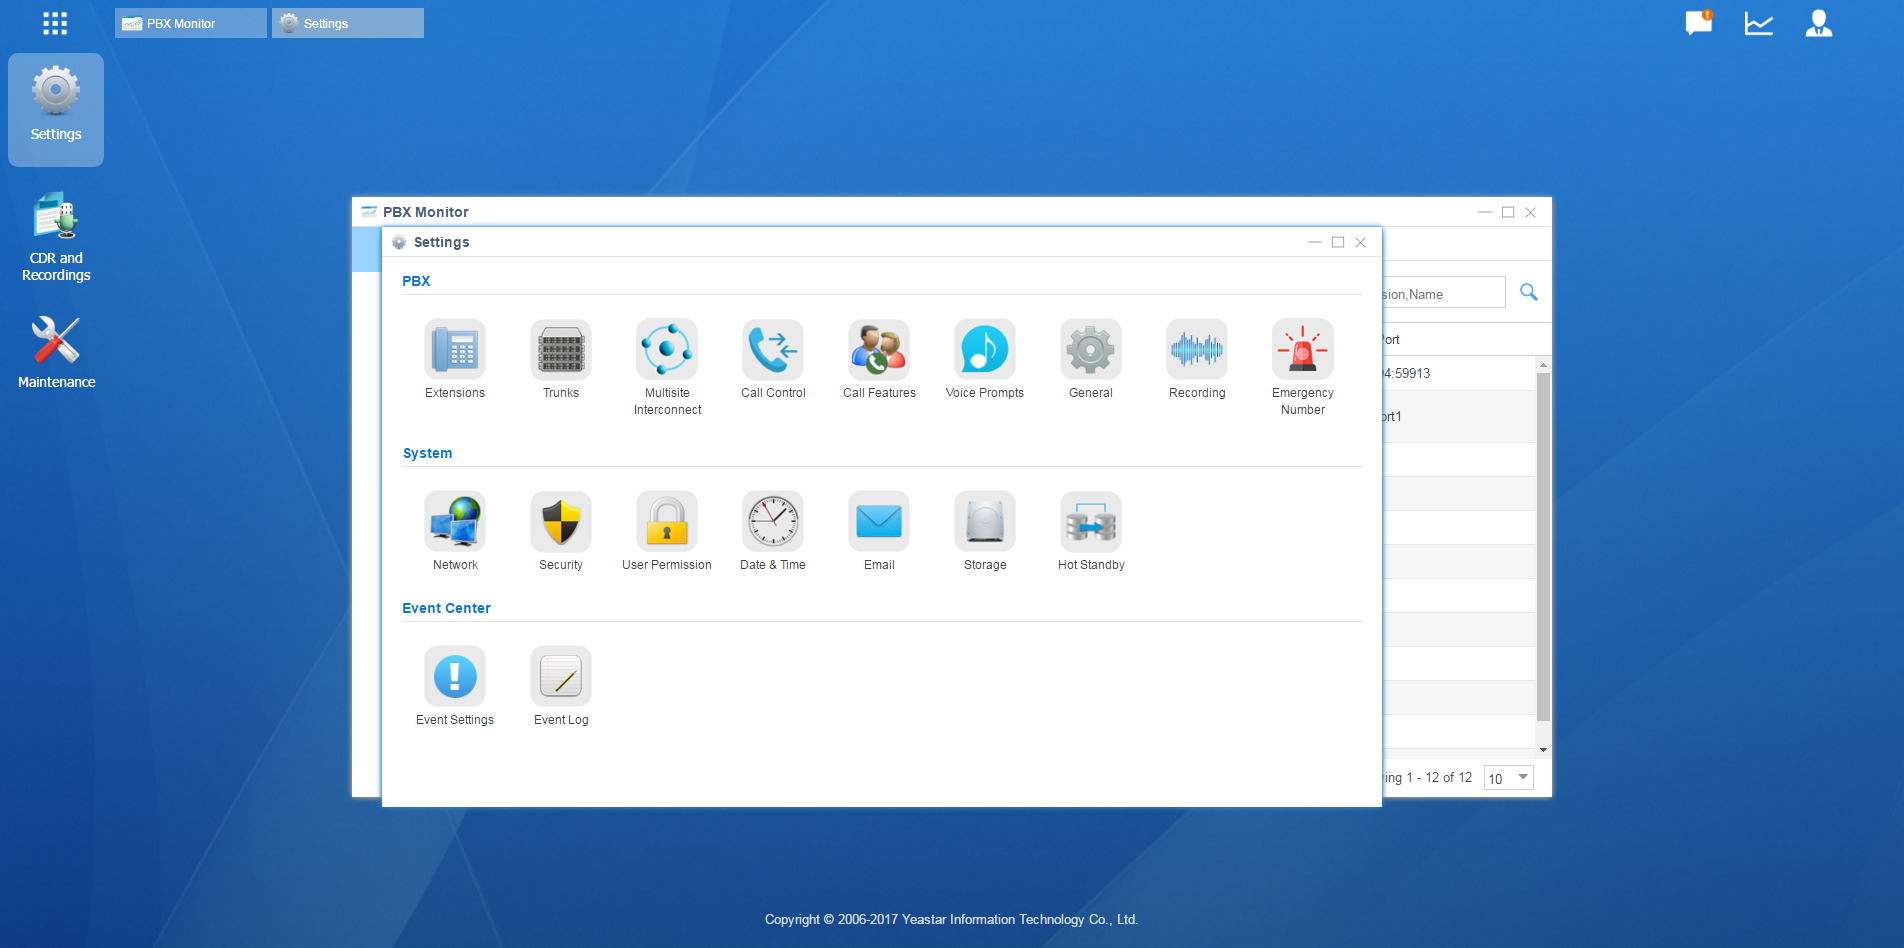 PBX Monitor
Settings
Settings
CDR and
Recordings
Maintenance
PBX Monitor
Settings
PBX
Extensions
Trunks
Multisite
Interconnect
Call Control
Call Features
Voice Prompts
General
Recording
Emergency
Number
System
Network
Security
User Permission
Date & Time
Email
Storage
Hot Standby
Event Center
Event Settings
Event Log
sion,Name
Port
04:59913
ort1
ing 1 - 12 of 12
10
Copyright © 2006-2017 Yeastar Information Technology Co., Ltd.